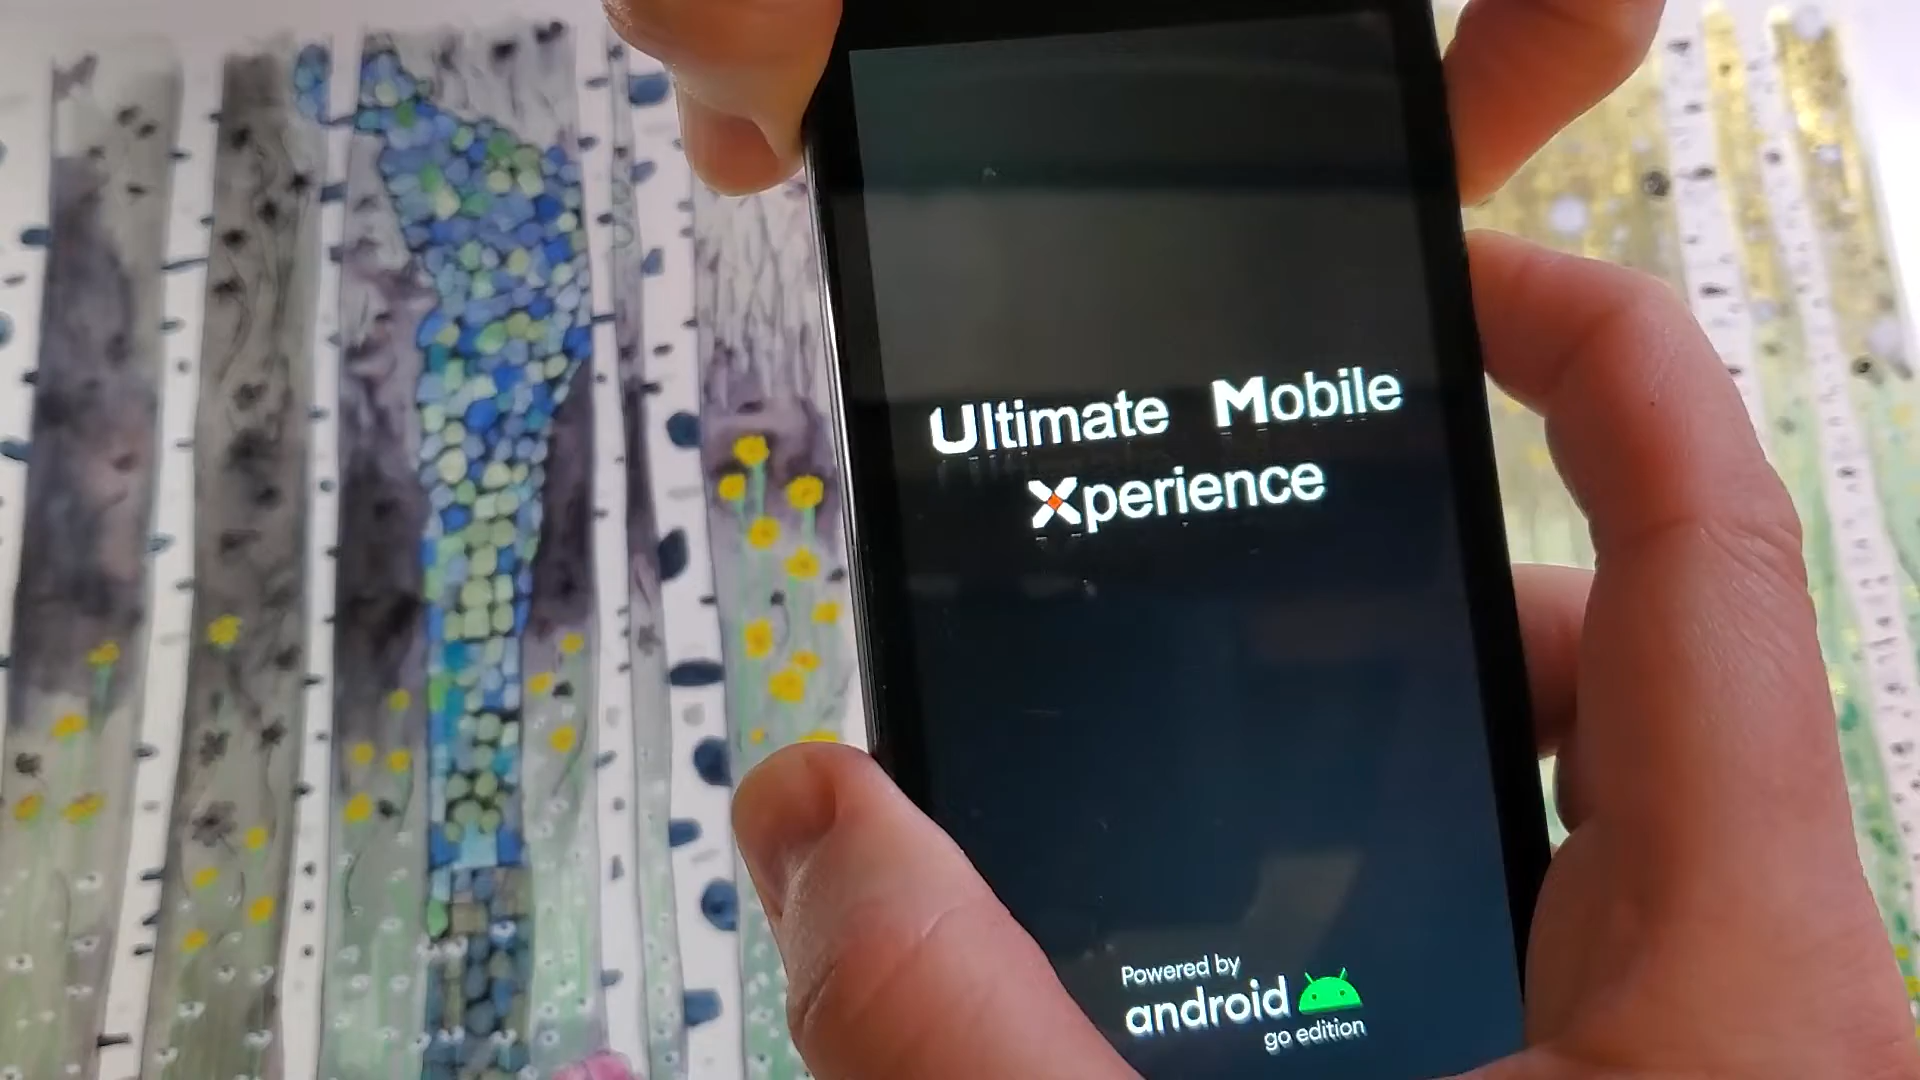 Ultimate Mobile
Xperience
Powered by
android
go edition